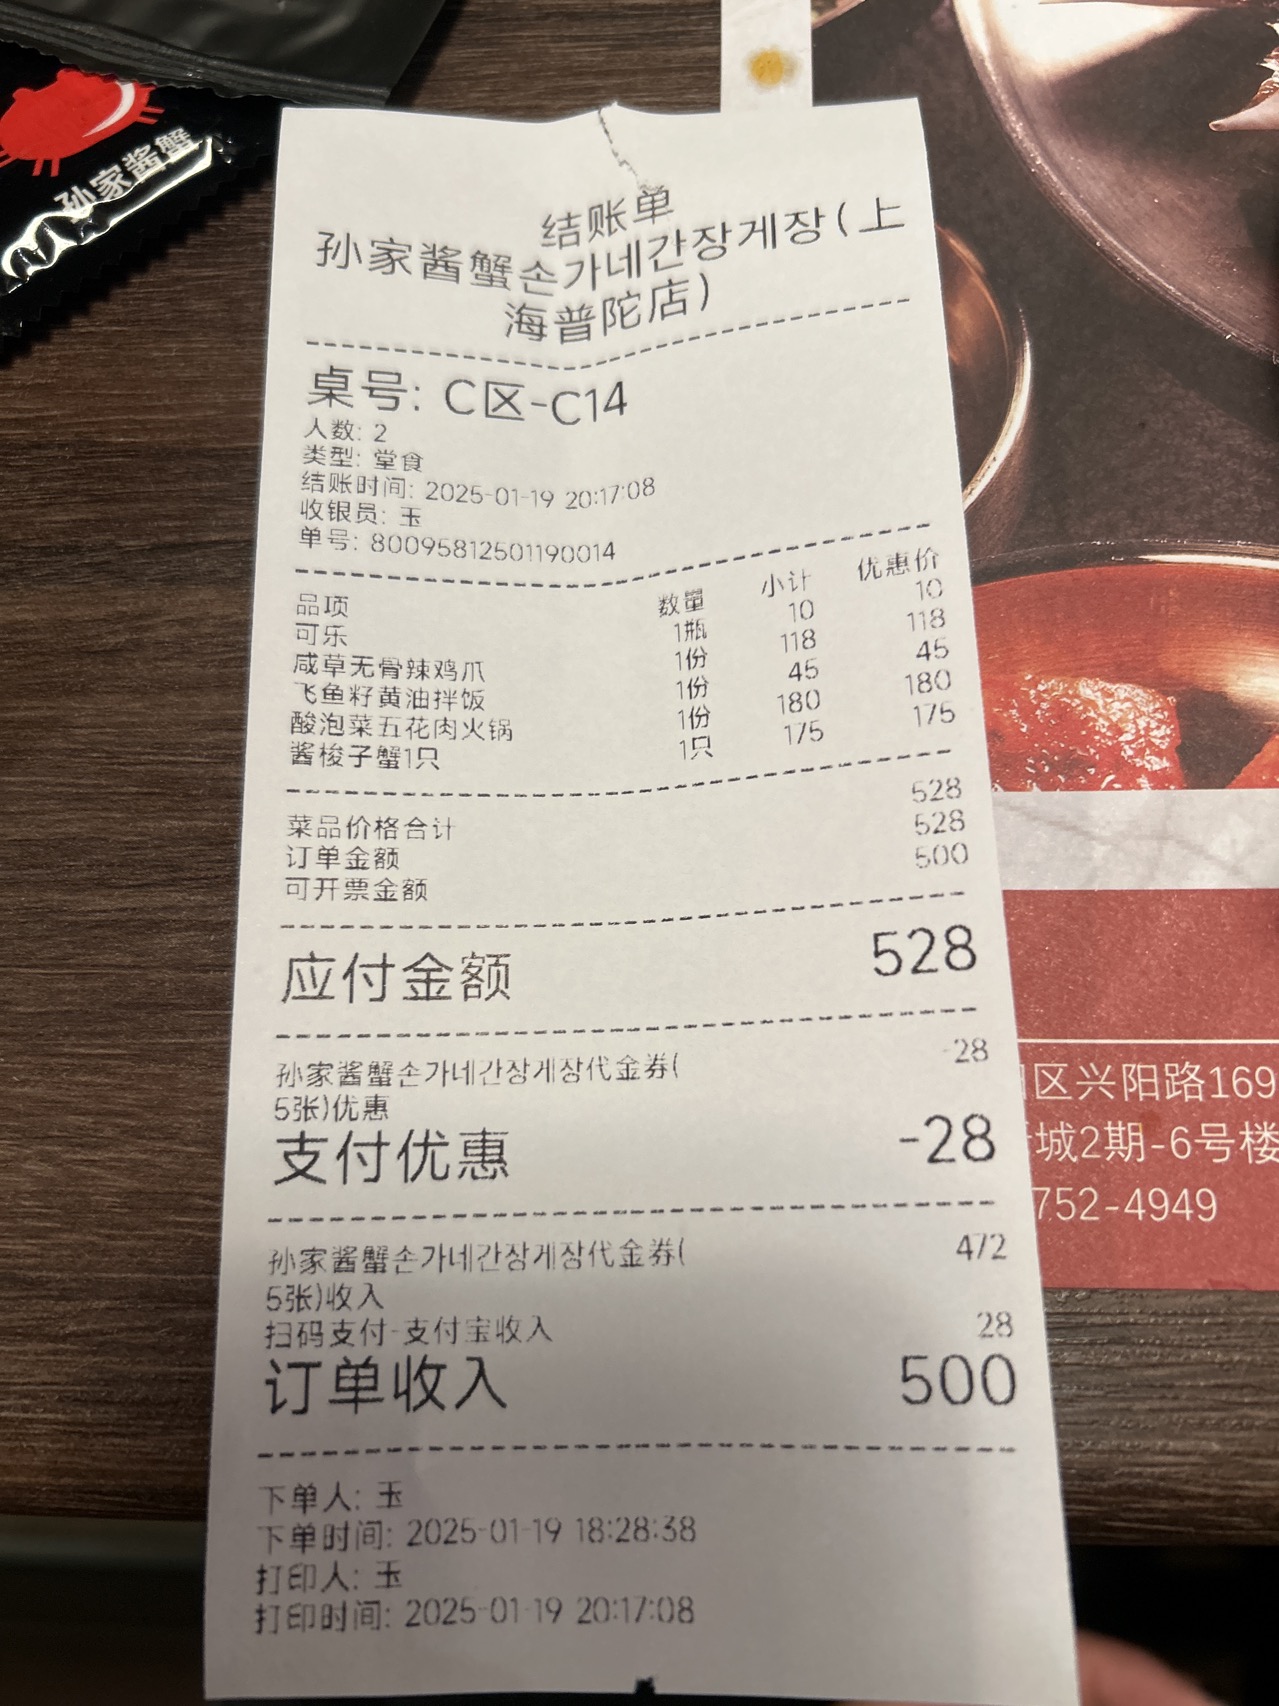 孙家酱蟹
结账单
孙家酱蟹손가네간장게장(上
海普陀店)
桌号: C区-C14
人数: 2
类型: 堂食
结账时间: 2025-01-19 20:17:08
收银员: 玉
单号: 80095812501190014
品项 数量 小计 优惠价
可乐 1瓶 10 10
咸草无骨辣鸡爪 1份 118 118
飞鱼籽黄油拌饭 1份 45 45
酸泡菜五花肉火锅 1份 180 180
酱梭子蟹1只 1只 175 175
菜品价格合计 528
订单金额 528
可开票金额 500
应付金额 528
孙家酱蟹손가네간장게장代金券( -28
5张)优惠
支付优惠 -28
孙家酱蟹손가네간장게장代金券( 472
5张)收入
扫码支付-支付宝收入 28
订单收入 500
下单人: 玉
下单时间: 2025-01-19 18:28:38
打印人: 玉
打印时间: 2025-01-19 20:17:08
区兴阳路169
城2期-6号楼
752-4949